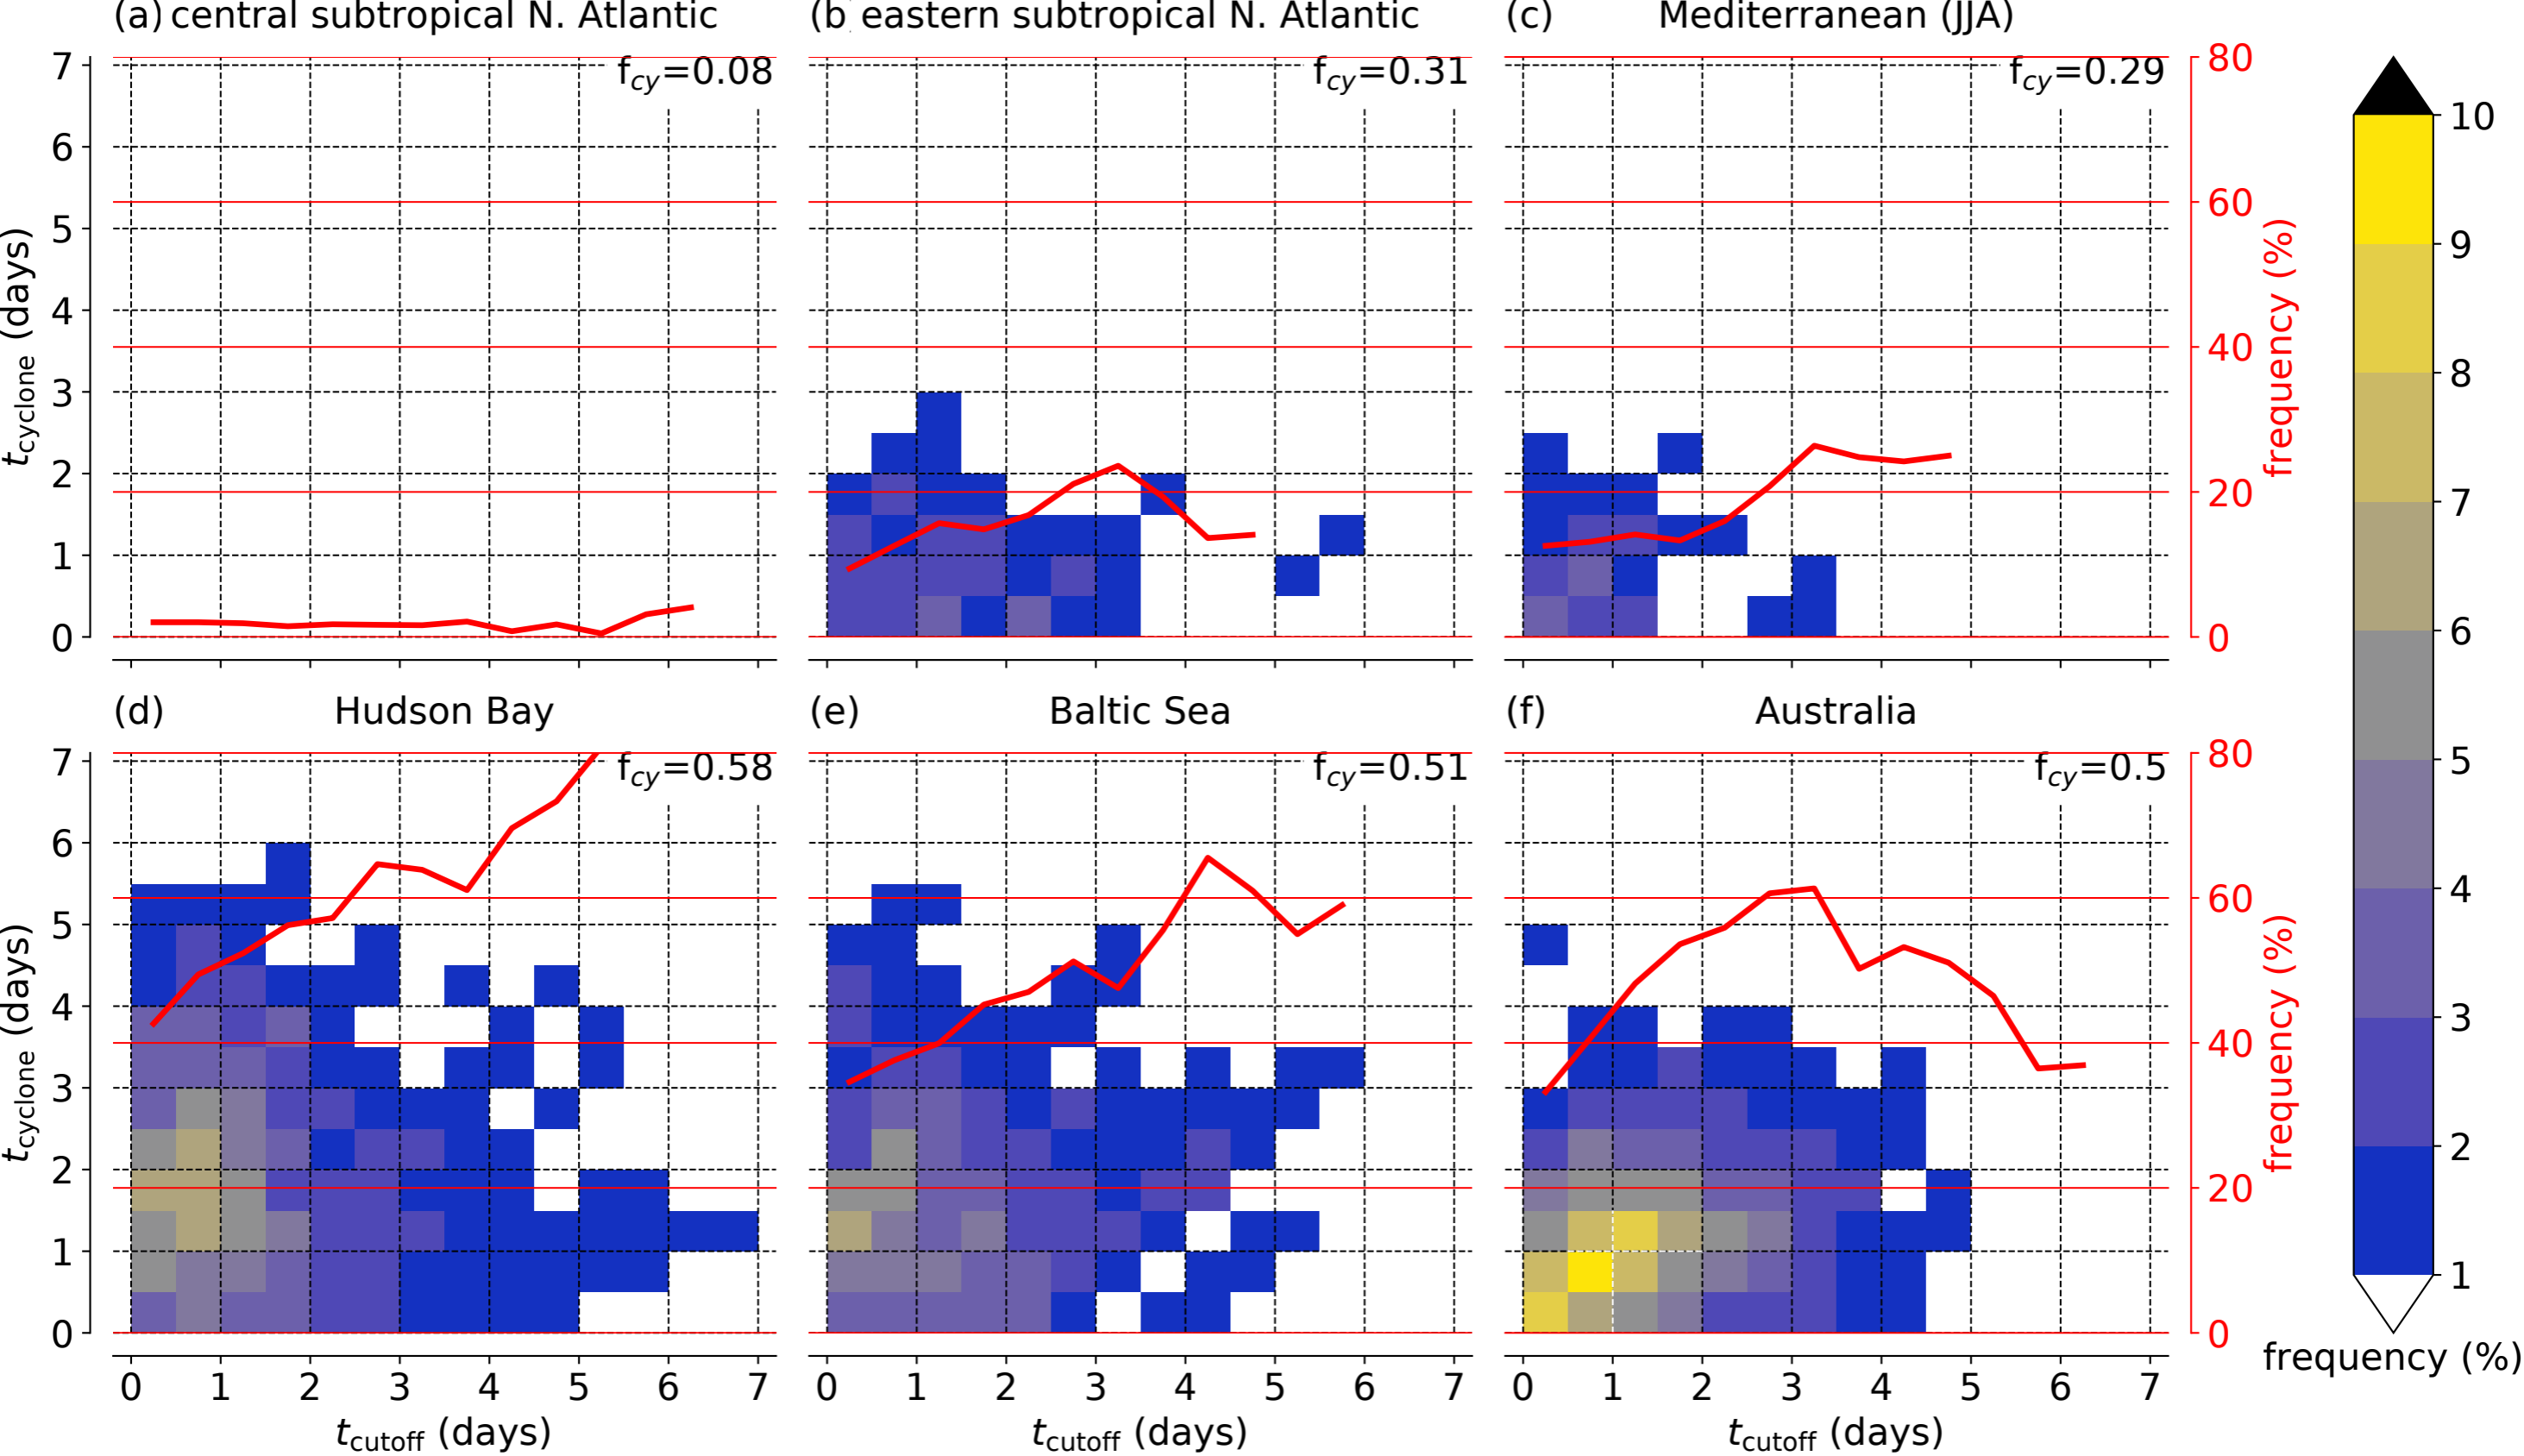 (a) central subtropical N. Atlantic
(b) eastern subtropical N. Atlantic
(c) Mediterranean (JJA)
f_cy=0.08
f_cy=0.31
f_cy=0.29
7
6
5
4
3
2
1
0
t_cyclone (days)
80
60
40
20
0
frequency (%)
(d) Hudson Bay
(e) Baltic Sea
(f) Australia
f_cy=0.58
f_cy=0.51
f_cy=0.5
7
6
5
4
3
2
1
0
t_cyclone (days)
80
60
40
20
0
frequency (%)
0 1 2 3 4 5 6 7
0 1 2 3 4 5 6 7
0 1 2 3 4 5 6 7
t_cutoff (days)
t_cutoff (days)
t_cutoff (days)
10
9
8
7
6
5
4
3
2
1
frequency (%)